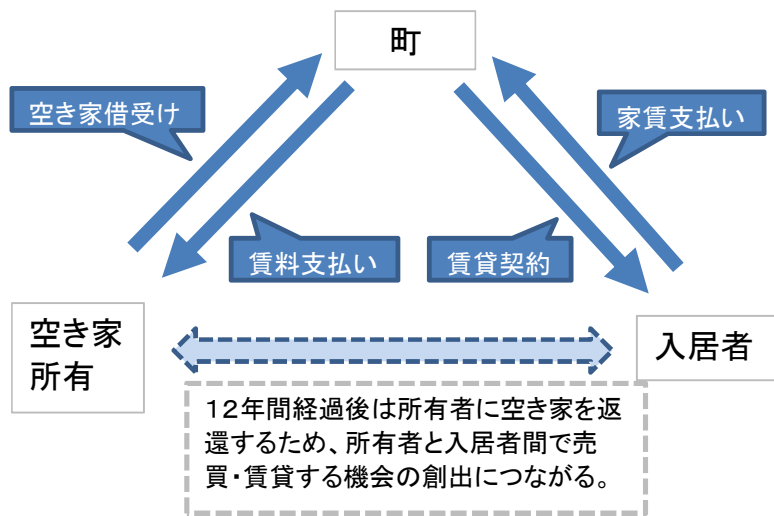 町
空き家借受け
家賃支払い
賃料支払い
賃貸契約
空き家
所有
入居者
12年間経過後は所有者に空き家を返
還するため、所有者と入居者間で売
買・賃貸する機会の創出につながる。